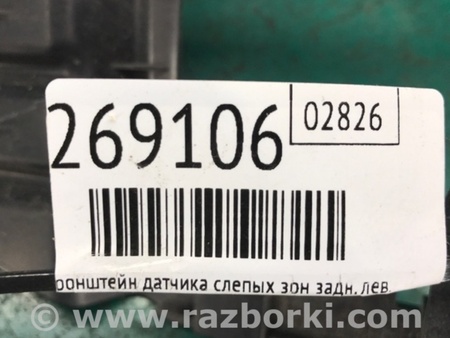 269106
02826
ронштейн датчика слепых зон задн. лев.
© www.razborki.com